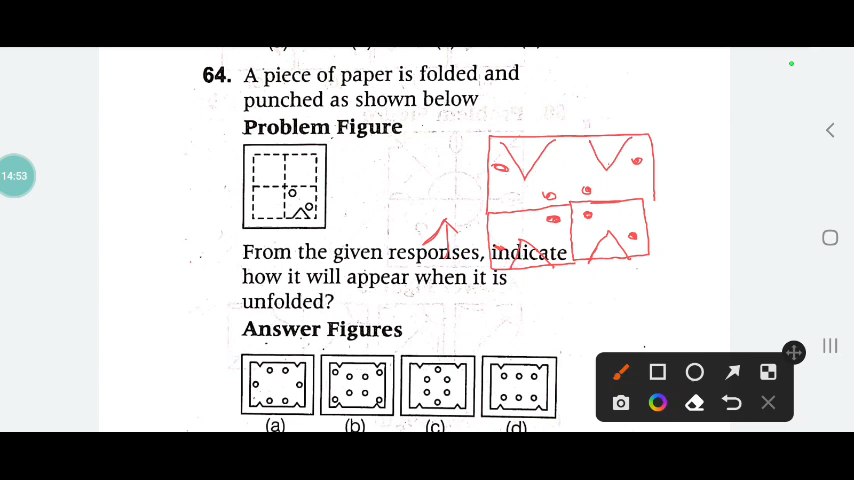 64. A piece of paper is folded and
punched as shown below
Problem Figure
From the given responses, indicate
how it will appear when it is
unfolded?
Answer Figures
(a) (b) (c) (d)
14:53